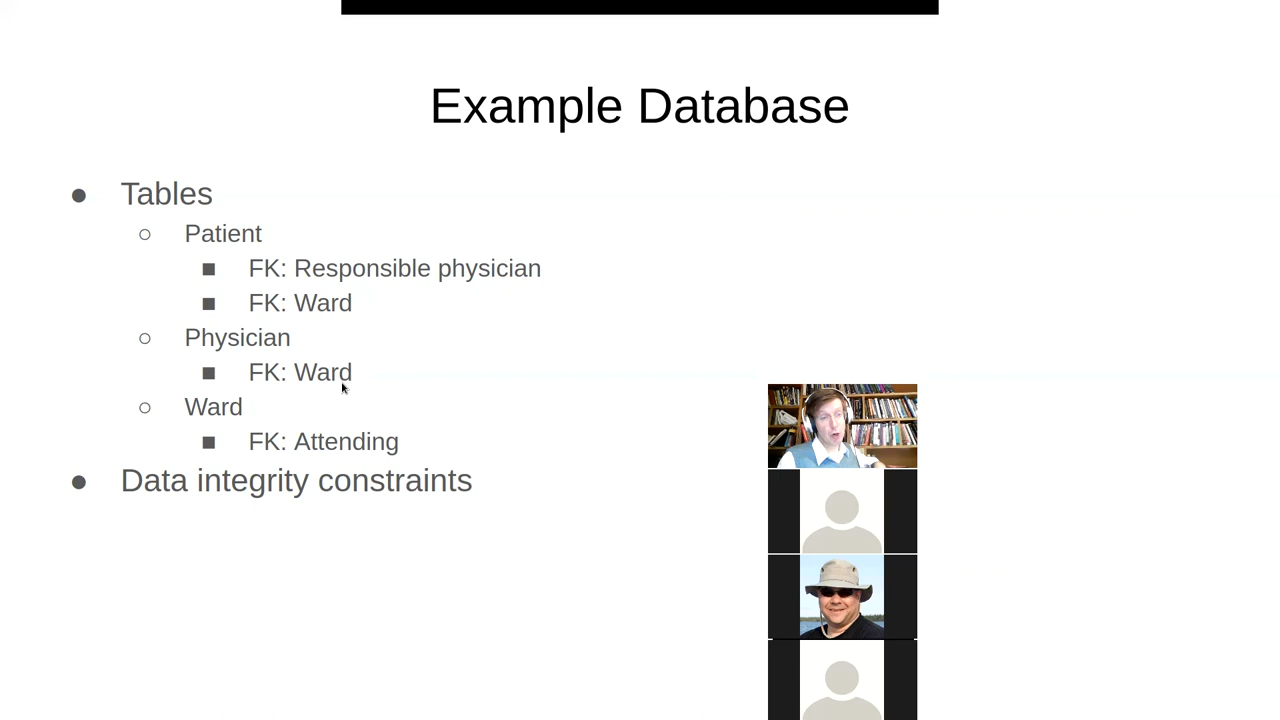 Example Database
● Tables
○ Patient
■ FK: Responsible physician
■ FK: Ward
○ Physician
■ FK: Ward
○ Ward
■ FK: Attending
● Data integrity constraints